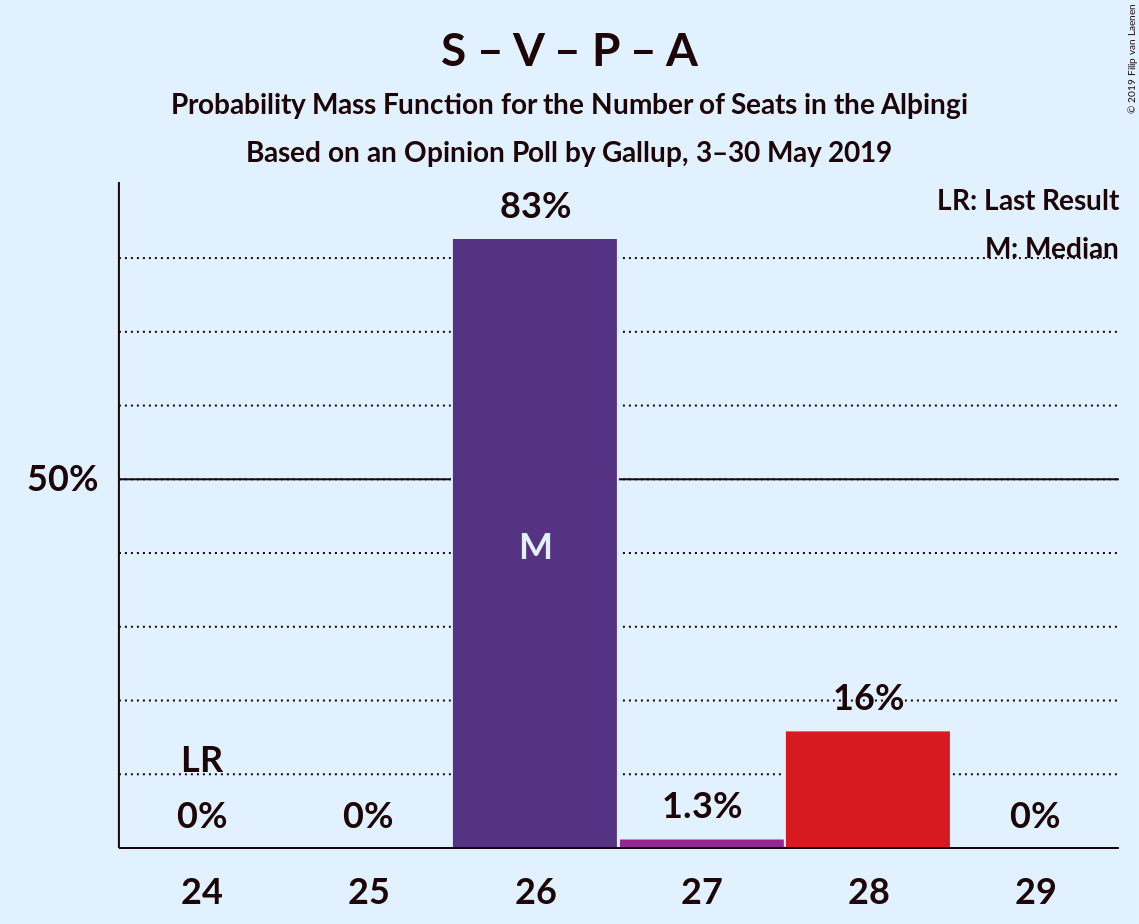 S – V – P – A
Probability Mass Function for the Number of Seats in the Alþingi
Based on an Opinion Poll by Gallup, 3–30 May 2019
© 2019 Filip van Laenen
LR: Last Result
M: Median
83%
50%
M
16%
LR
1.3%
0%
0%
0%
24
25
26
27
28
29